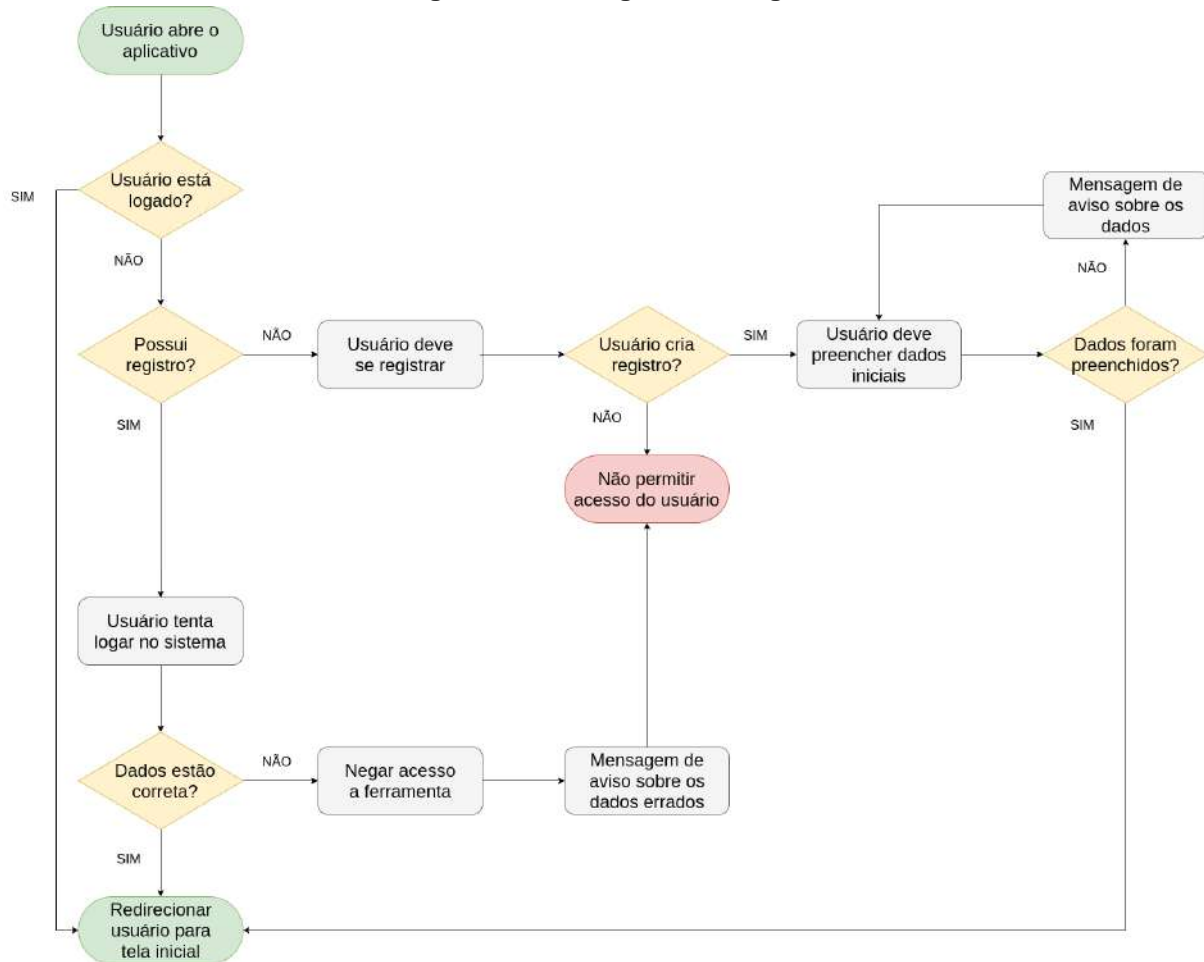 Usuário abre o
aplicativo
Usuário está
logado?
SIM
NÃO
Possui
registro?
NÃO
Usuário deve
se registrar
Usuário cria
registro?
SIM
Usuário deve
preencher dados
iniciais
Mensagem de
aviso sobre os
dados
NÃO
Dados foram
preenchidos?
SIM
NÃO
Não permitir
acesso do usuário
SIM
Usuário tenta
logar no sistema
Dados estão
correta?
NÃO
Negar acesso
a ferramenta
Mensagem de
aviso sobre os
dados errados
SIM
Redirecionar
usuário para
tela inicial